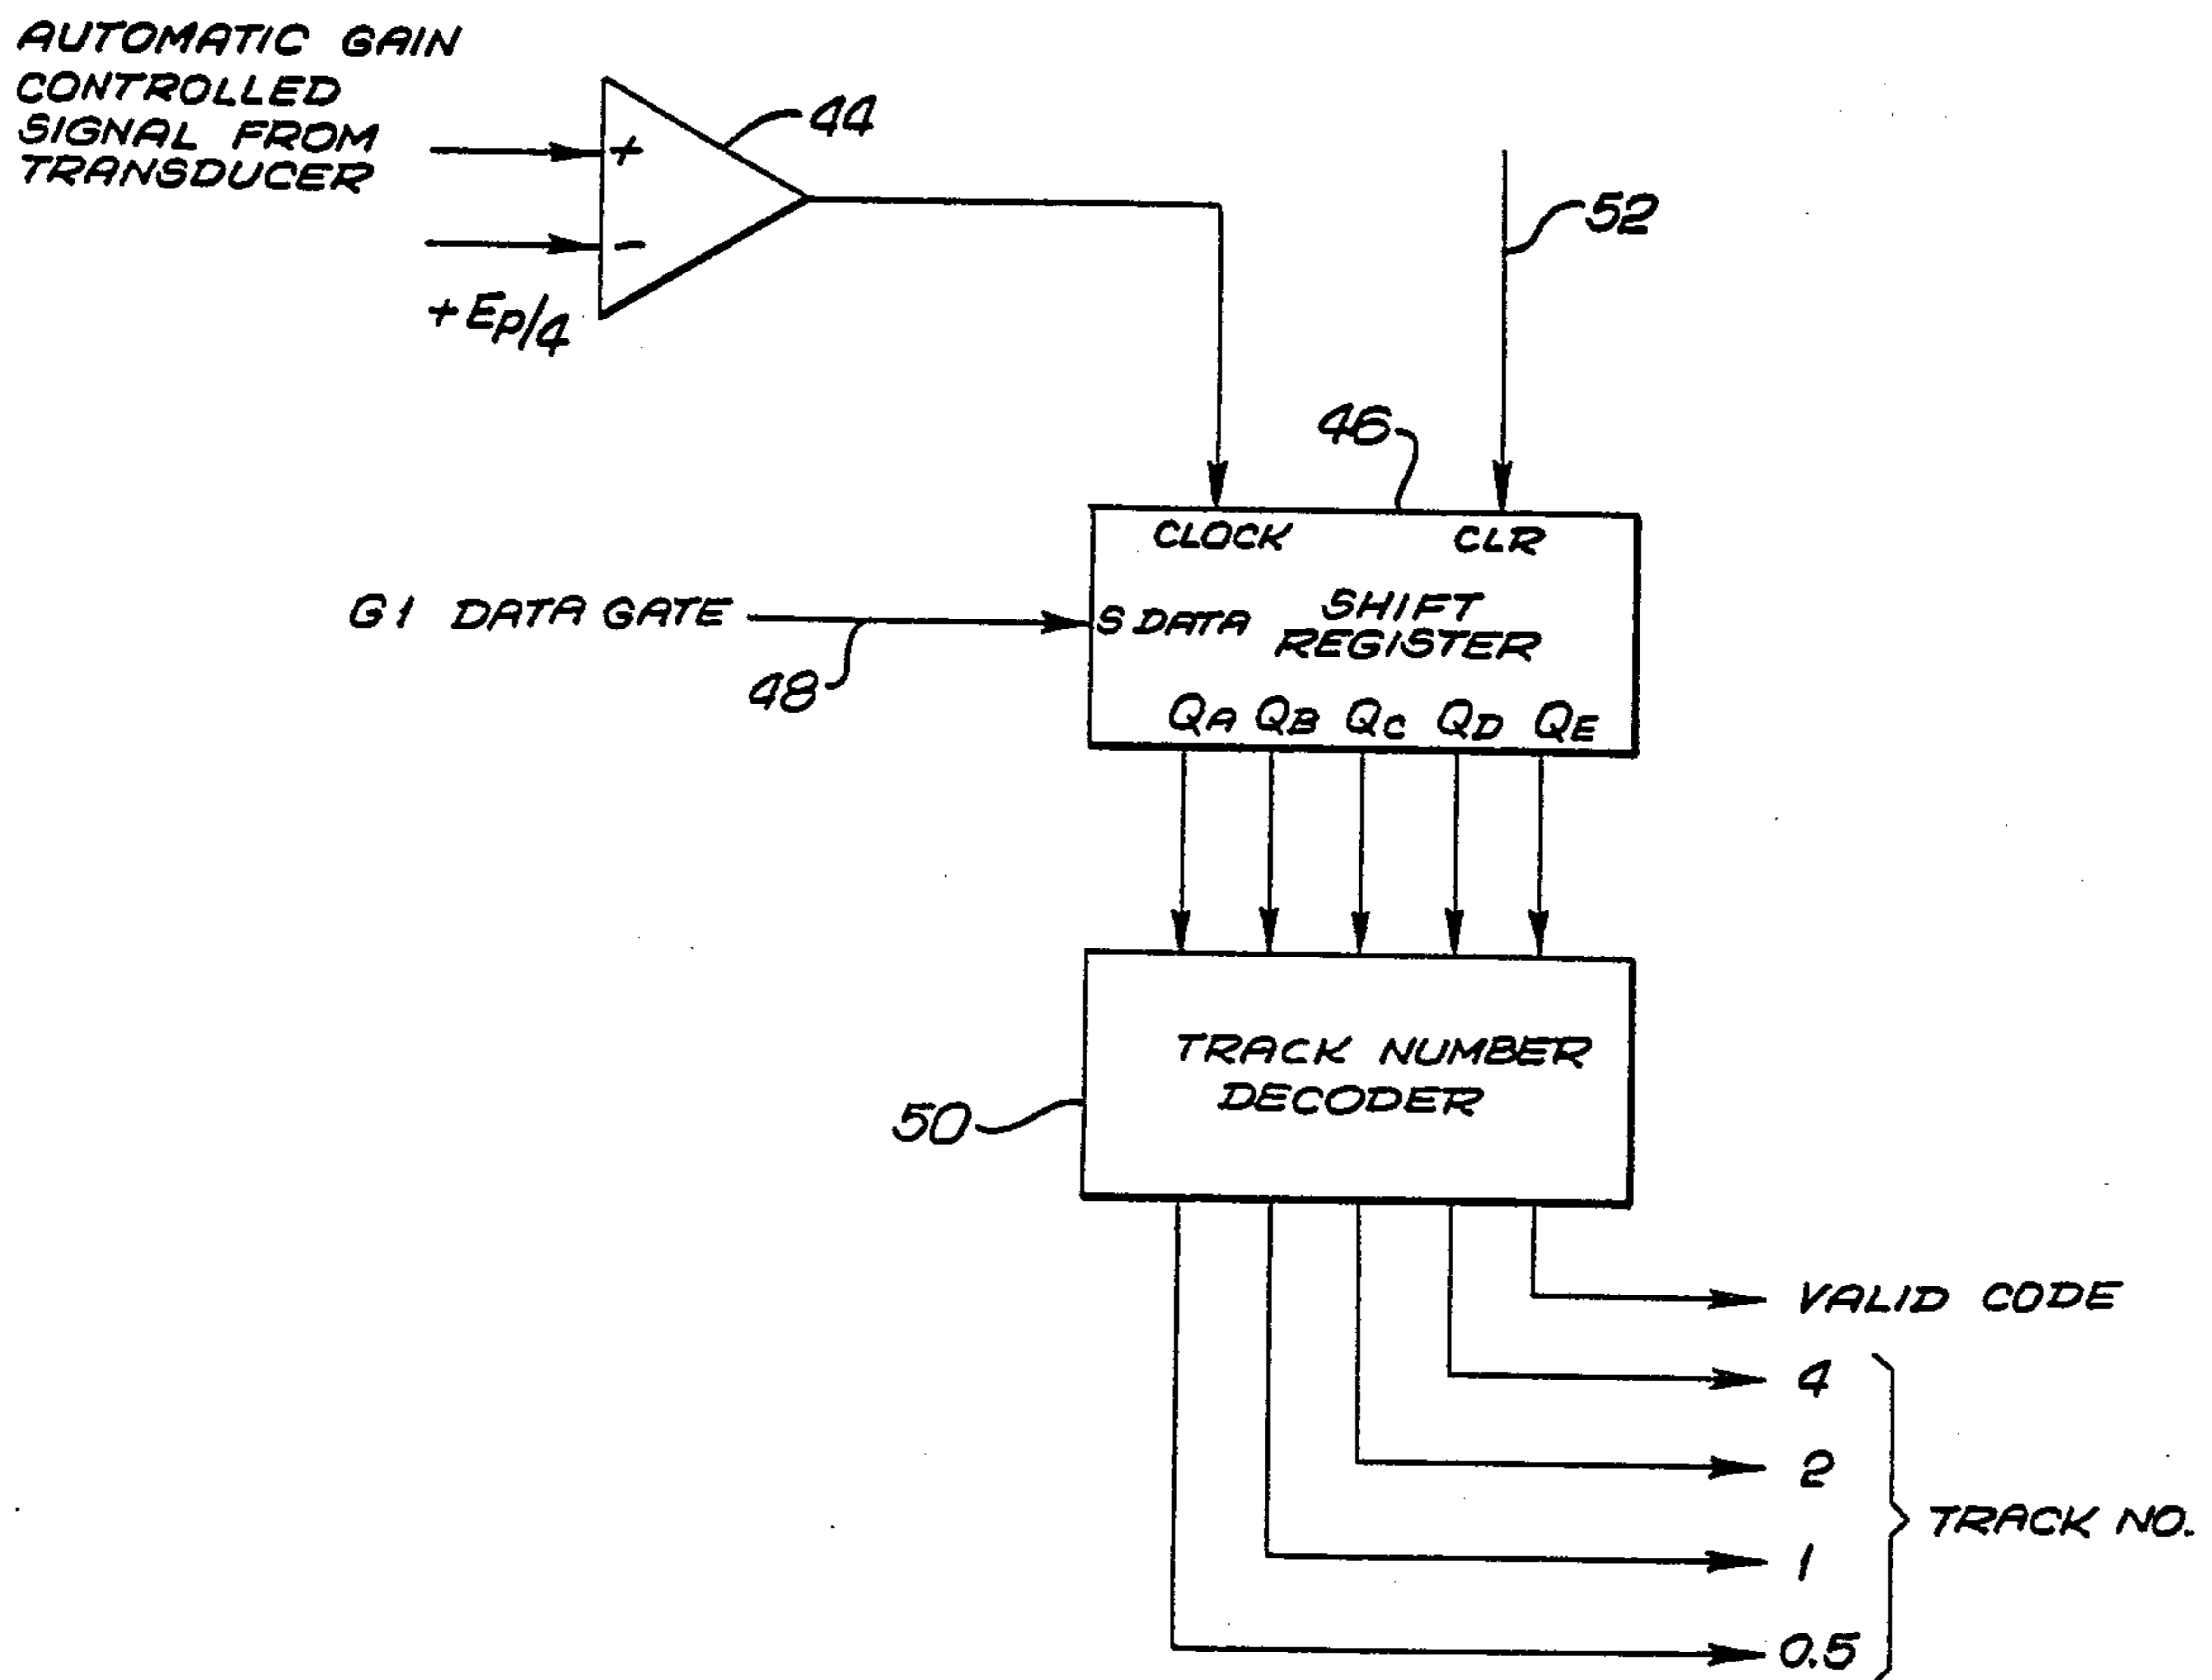 AUTOMATIC GAIN
CONTROLLED
SIGNAL FROM
TRANSDUCER
+
44
-
+Ep/4
52
46
CLOCK CLR
G1 DATA GATE
48
S DATA
SHIFT
REGISTER
QA QB QC QD QE
TRACK NUMBER
DECODER
50
VALID CODE
4
2
1
0.5
TRACK NO.